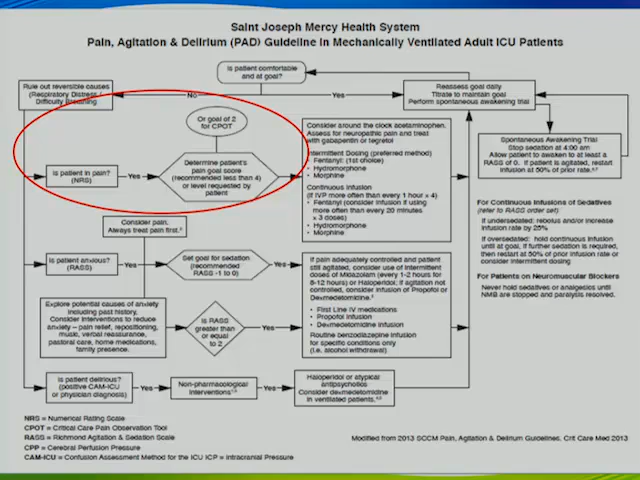 Saint Joseph Mercy Health System
Pain, Agitation & Delirium (PAD) Guideline in Mechanically Ventilated Adult ICU Patients
Is patient comfortable
and at goal?
Rule out reversible causes
(Respiratory Distress /
Difficulty Breathing
No
Yes
Reassess goal daily
Titrate to maintain goal
Perform spontaneous awakening trial
Or goal of 2
for CPOT
Is patient in pain?
(NRS)
Yes
Determine patient's
pain goal score
(recommended less than 4)
or level requested by
patient
Consider around the clock acetaminophen.
Assess for neuropathic pain and treat
with gabapentin or tegretol
Intermittent Dosing (preferred method)
• Fentanyl: (1st choice)
• Hydromorphone
• Morphine
Continuous Infusion
(If IVP more often than every 1 hour × 4)
• Fentanyl (consider infusion if using
more often than every 20 minutes
x 3 doses)
• Hydromorphone
• Morphine
Spontaneous Awakening Trial
Stop sedation at 4:00 am
Allow patient to awaken to at least a
RASS of 0. If patient is agitated, restart
infusion at 50% of prior rate.
For Continuous Infusions of Sedatives
(refer to RASS order set)
If undersedated: rebolus and/or increase
infusion rate by 25%
If oversedated: hold continuous infusion
until at goal, if further sedation is required,
then restart at 50% of prior infusion rate or
consider intermittent dosing
For Patients on Neuromuscular Blockers
Never hold sedatives or analgesics until
NMB are stopped and paralysis resolved.
Consider pain.
Always treat pain first.
Is patient anxious?
(RASS)
Yes
Set goal for sedation
(recommended
RASS -1 to 0)
If pain adequately controlled and patient
still agitated, consider use of intermittent
doses of Midazolam (every 1-2 hours for
8-12 hours) or Haloperidol; if agitation
not controlled, consider infusion of Propofol or
Dexmedetomidine.
• First Line IV medications
• Propofol infusion
• Dexmedetomidine infusion
Routine benzodiazepine infusion
for specific conditions only
(i.e. alcohol withdrawal)
Explore potential causes of anxiety
including past history,
Consider interventions to reduce
anxiety – pain relief, repositioning,
music, verbal reassurance,
pastoral care, home medications,
family presence.
Is RASS
greater than
or equal
to 2
Yes
Is patient delirious?
(positive CAM-ICU
or physician diagnosis)
Yes
Non-pharmacological
Interventions
Yes
Haloperidol or atypical
antipsychotics
Consider dexmedetomidine
in ventilated patients.
NRS = Numerical Rating Scale
CPOT = Critical Care Pain Observation Tool
RASS = Richmond Agitation & Sedation Scale
CPP = Cerebral Perfusion Pressure
CAM-ICU = Confusion Assessment Method for the ICU ICP = Intracranial Pressure
Modified from 2013 SCCM Pain, Agitation & Delirium Guidelines. Crit Care Med 2013